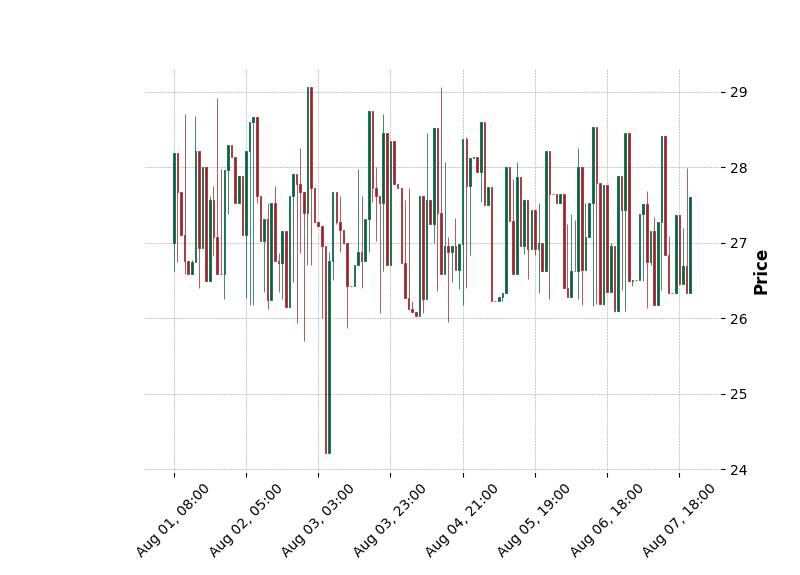 29
28
27
26
25
24
Price
Aug 01, 08:00
Aug 02, 05:00
Aug 03, 03:00
Aug 03, 23:00
Aug 04, 21:00
Aug 05, 19:00
Aug 06, 18:00
Aug 07, 18:00